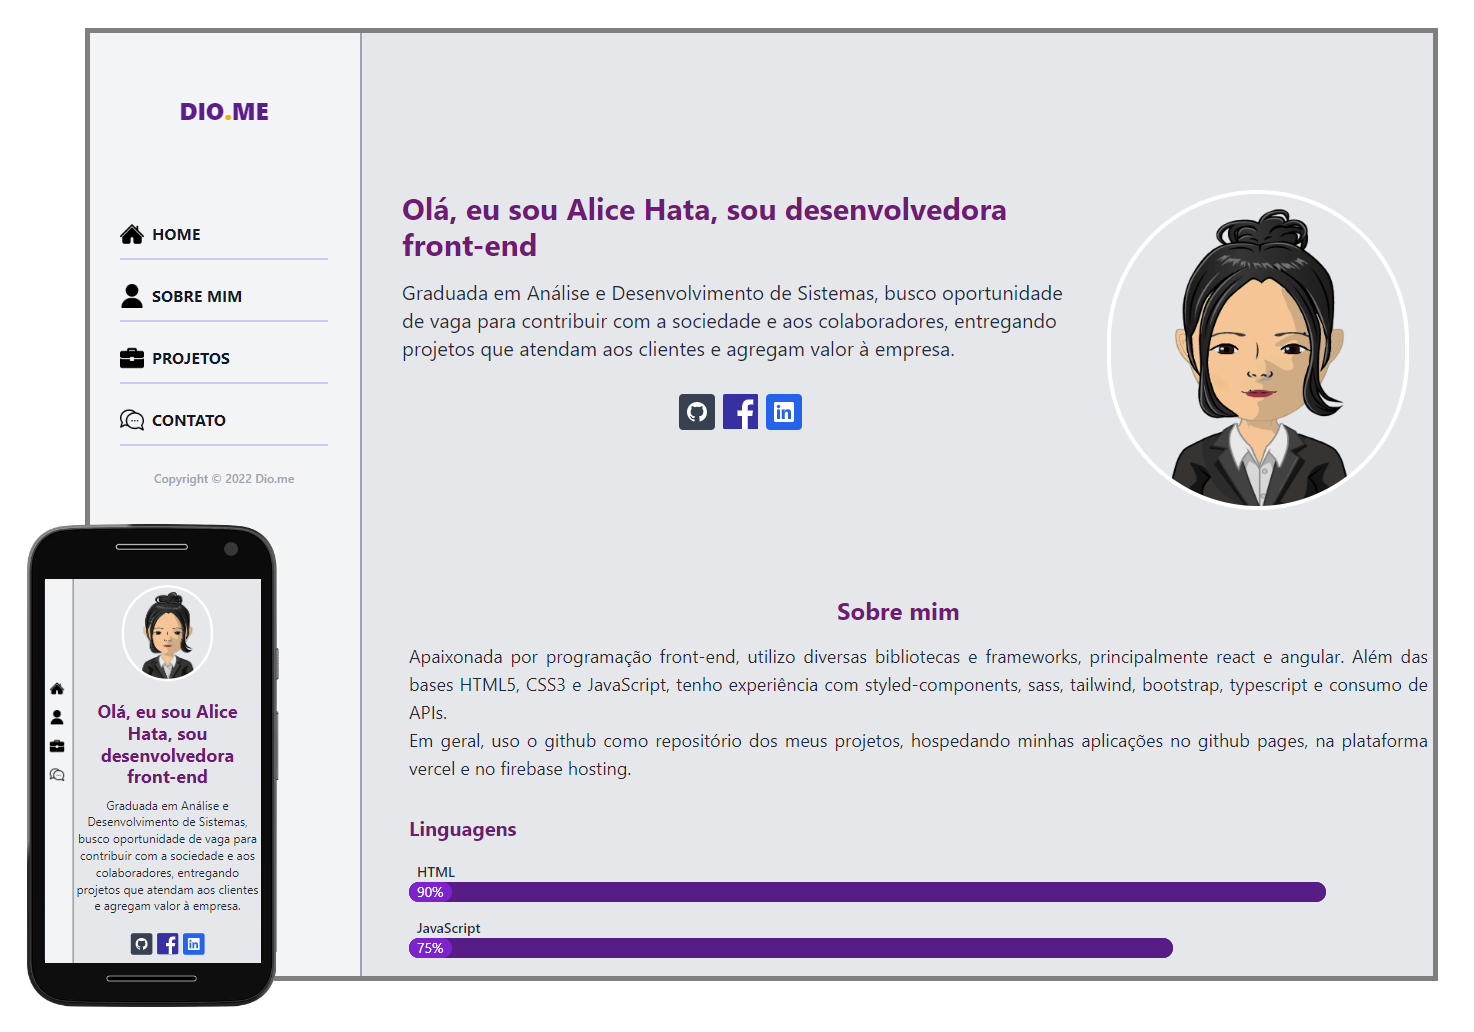 DIO.ME
HOME
SOBRE MIM
PROJETOS
CONTATO
Copyright © 2022 Dio.me
Olá, eu sou Alice Hata, sou desenvolvedora
front-end
Graduada em Análise e Desenvolvimento de Sistemas, busco oportunidade
de vaga para contribuir com a sociedade e aos colaboradores, entregando
projetos que atendam aos clientes e agregam valor à empresa.
Sobre mim
Apaixonada por programação front-end, utilizo diversas bibliotecas e frameworks, principalmente react e angular. Além das
bases HTML5, CSS3 e JavaScript, tenho experiência com styled-components, sass, tailwind, bootstrap, typescript e consumo de
APIs.
Em geral, uso o github como repositório dos meus projetos, hospedando minhas aplicações no github pages, na plataforma
vercel e no firebase hosting.
Linguagens
HTML
90%
JavaScript
75%
Olá, eu sou Alice
Hata, sou
desenvolvedora
front-end
Graduada em Análise e
Desenvolvimento de Sistemas,
busco oportunidade de vaga para
contribuir com a sociedade e aos
colaboradores, entregando
projetos que atendam aos clientes
e agregam valor à empresa.